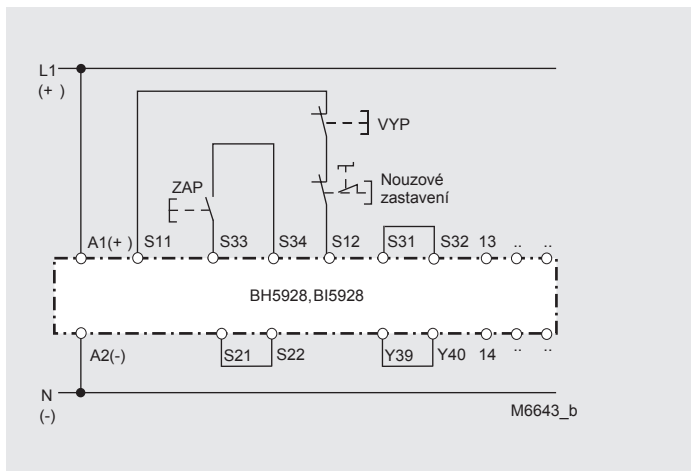 L1
(+ )
VYP
ZAP
Nouzové
zastavení
A1(+ ) S11 S33 S34 S12 S31 S32 13 .. ..
BH5928,BI5928
A2(-) S21 S22 Y39 Y40 14 .. ..
N
(-)
M6643_b